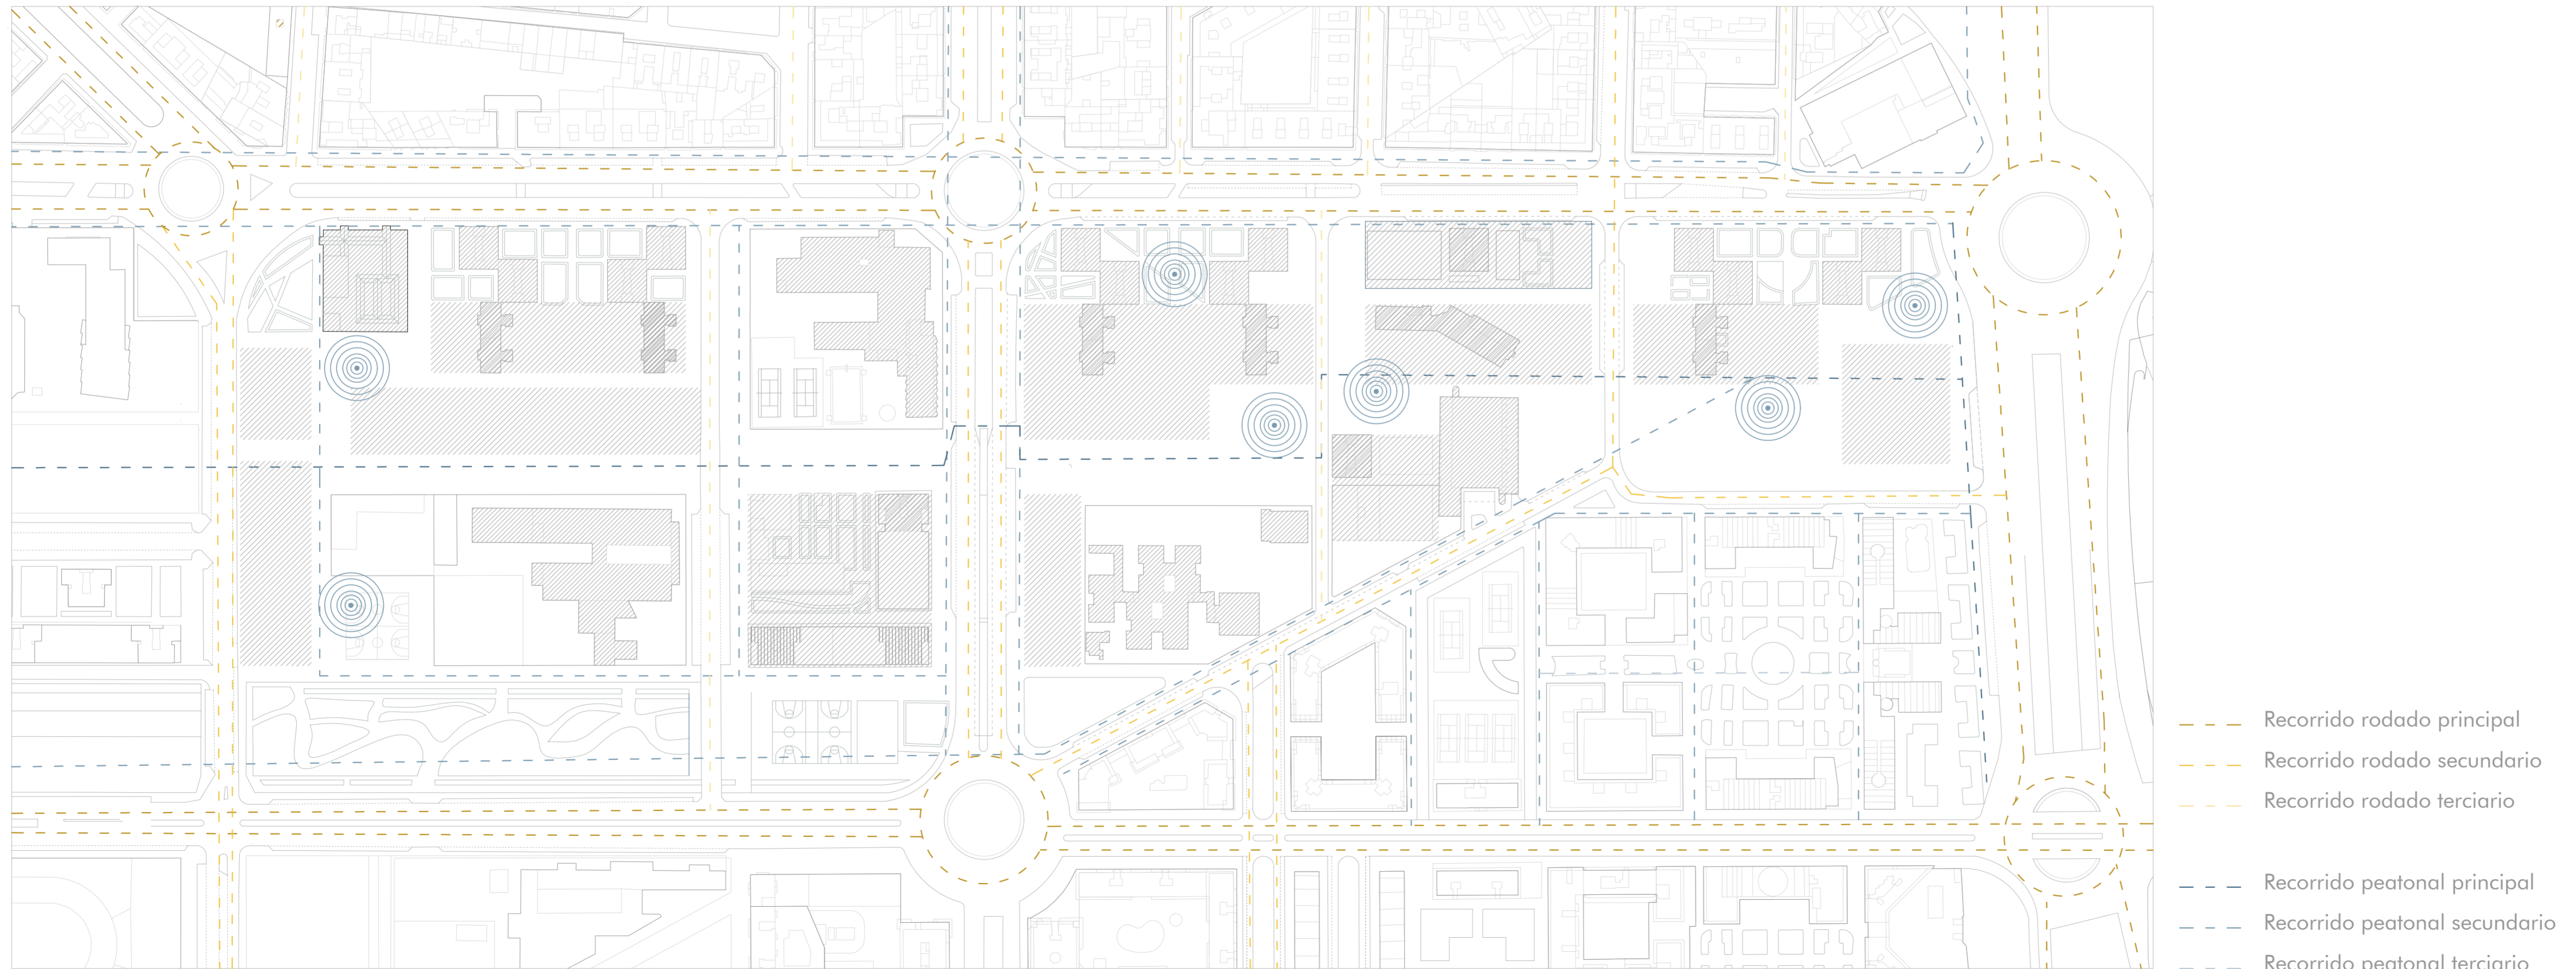 Recorrido rodado principal
Recorrido rodado secundario
Recorrido rodado terciario
Recorrido peatonal principal
Recorrido peatonal secundario
Recorrido peatonal terciario